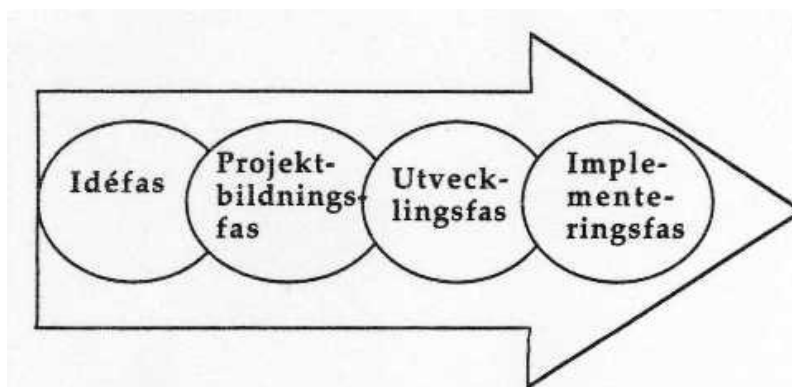 Idéfas
Projekt-
bildnings-
fas
Utveck-
lingsfas
Imple-
mente-
ringsfas